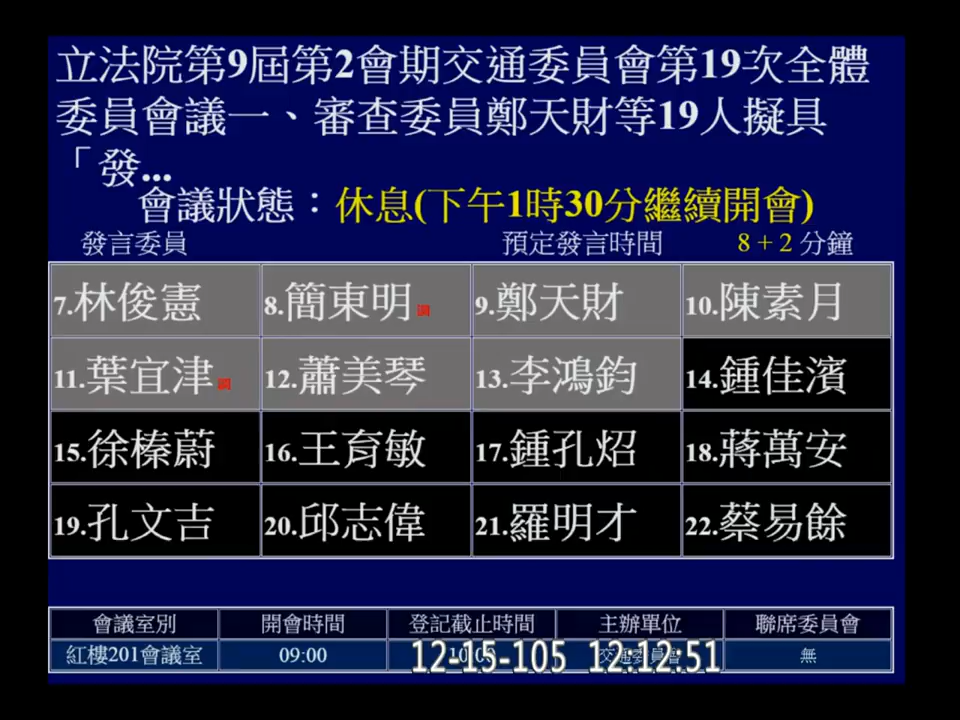 立法院第9屆第2會期交通委員會第19次全體
委員會議一、審查委員鄭天財等19人擬具
「發...
會議狀態：休息(下午1時30分繼續開會)
發言委員 預定發言時間 8 + 2 分鐘
7.林俊憲 8.簡東明 9.鄭天財 10.陳素月
11.葉宜津 12.蕭美琴 13.李鴻鈞 14.鍾佳濱
15.徐榛蔚 16.王育敏 17.鍾孔炤 18.蔣萬安
19.孔文吉 20.邱志偉 21.羅明才 22.蔡易餘
會議室別 開會時間 登記截止時間 主辦單位 聯席委員會
紅樓201會議室 09:00 交通委員會 無
12-15-105 12:12:51